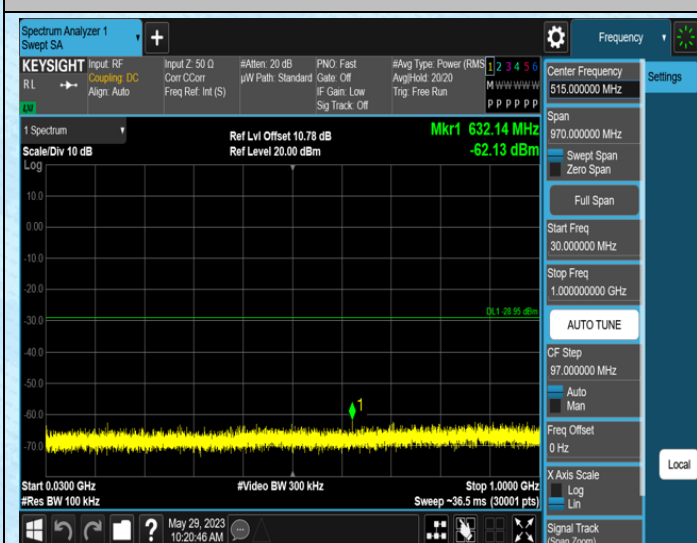 Spectrum Analyzer 1
Swept SA
+
Frequency
KEYSIGHT
RL
LV
Input: RF
Coupling: DC
Align: Auto
Input Z: 50 Ω
Corr CCorr
Freq Ref: Int (S)
#Atten: 20 dB
µW Path: Standard
PNO: Fast
Gate: Off
IF Gain: Low
Sig Track: Off
#Avg Type: Power (RMS
Avg|Hold: 20/20
Trig: Free Run
1 2 3 4 5 6
M W W W W W
P P P P P P
1 Spectrum
Scale/Div 10 dB
Ref Lvl Offset 10.78 dB
Ref Level 20.00 dBm
Mkr1 632.14 MHz
-62.13 dBm
Log
10.0
0.00
-10.0
-20.0
-30.0
-40.0
-50.0
-60.0
-70.0
DL1 -28.95 dBm
1
Start 0.0300 GHz
#Res BW 100 kHz
#Video BW 300 kHz
Stop 1.0000 GHz
Sweep ~36.5 ms (30001 pts)
?
May 29, 2023
10:20:46 AM
Center Frequency
515.000000 MHz
Span
970.000000 MHz
Swept Span
Zero Span
Full Span
Start Freq
30.000000 MHz
Stop Freq
1.000000000 GHz
AUTO TUNE
CF Step
97.000000 MHz
Auto
Man
Freq Offset
0 Hz
X Axis Scale
Log
Lin
Signal Track
(Span Zoom)
Settings
Local